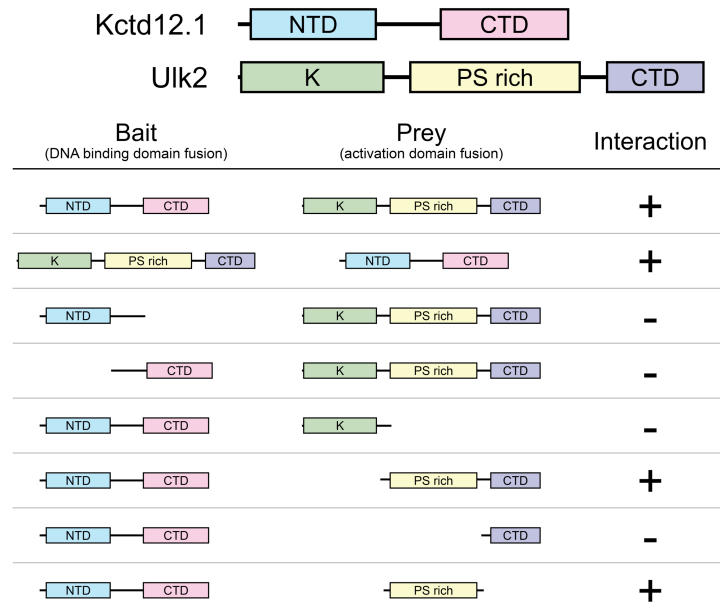 Kctd12.1 NTD CTD
Ulk2 K PS rich CTD
Bait Prey Interaction
(DNA binding domain fusion) (activation domain fusion)
NTD CTD K PS rich CTD +
K PS rich CTD NTD CTD +
NTD K PS rich CTD -
CTD K PS rich CTD -
NTD CTD K -
NTD CTD PS rich CTD +
NTD CTD CTD -
NTD CTD PS rich +